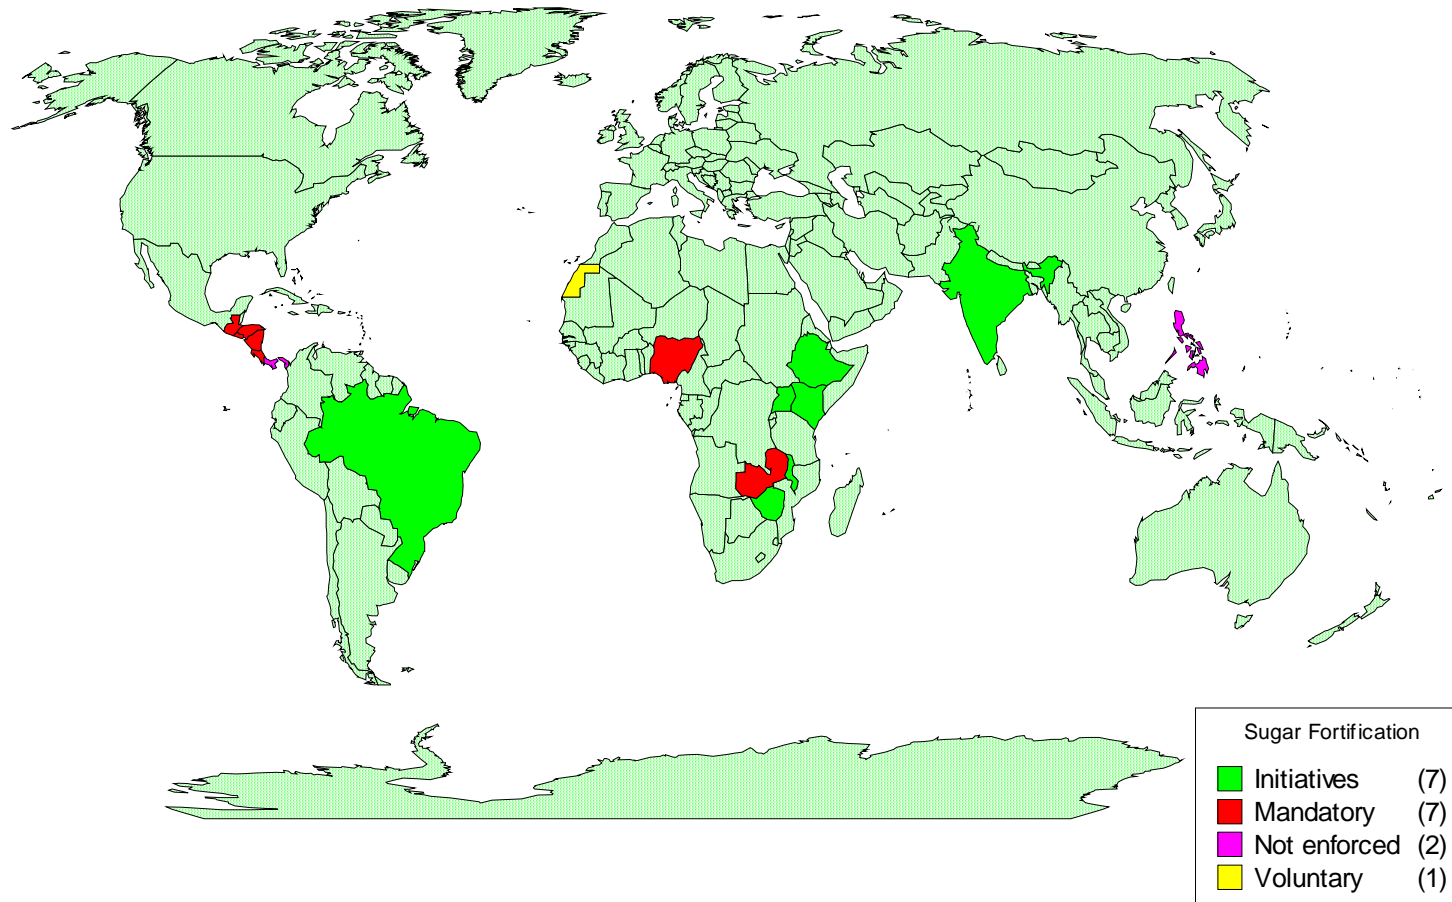 Sugar Fortification
Initiatives (7)
Mandatory (7)
Not enforced (2)
Voluntary (1)